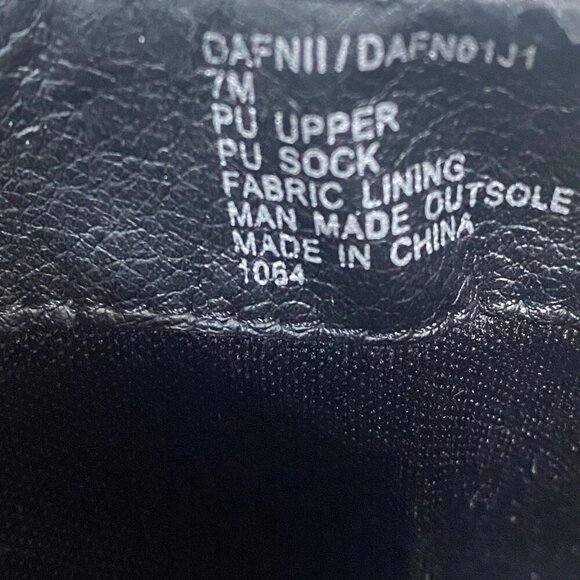 DAFNII/DAFN01J1
7M
PU UPPER
PU SOCK
FABRIC LINING
MAN MADE OUTSOLE
MADE IN CHINA
1064